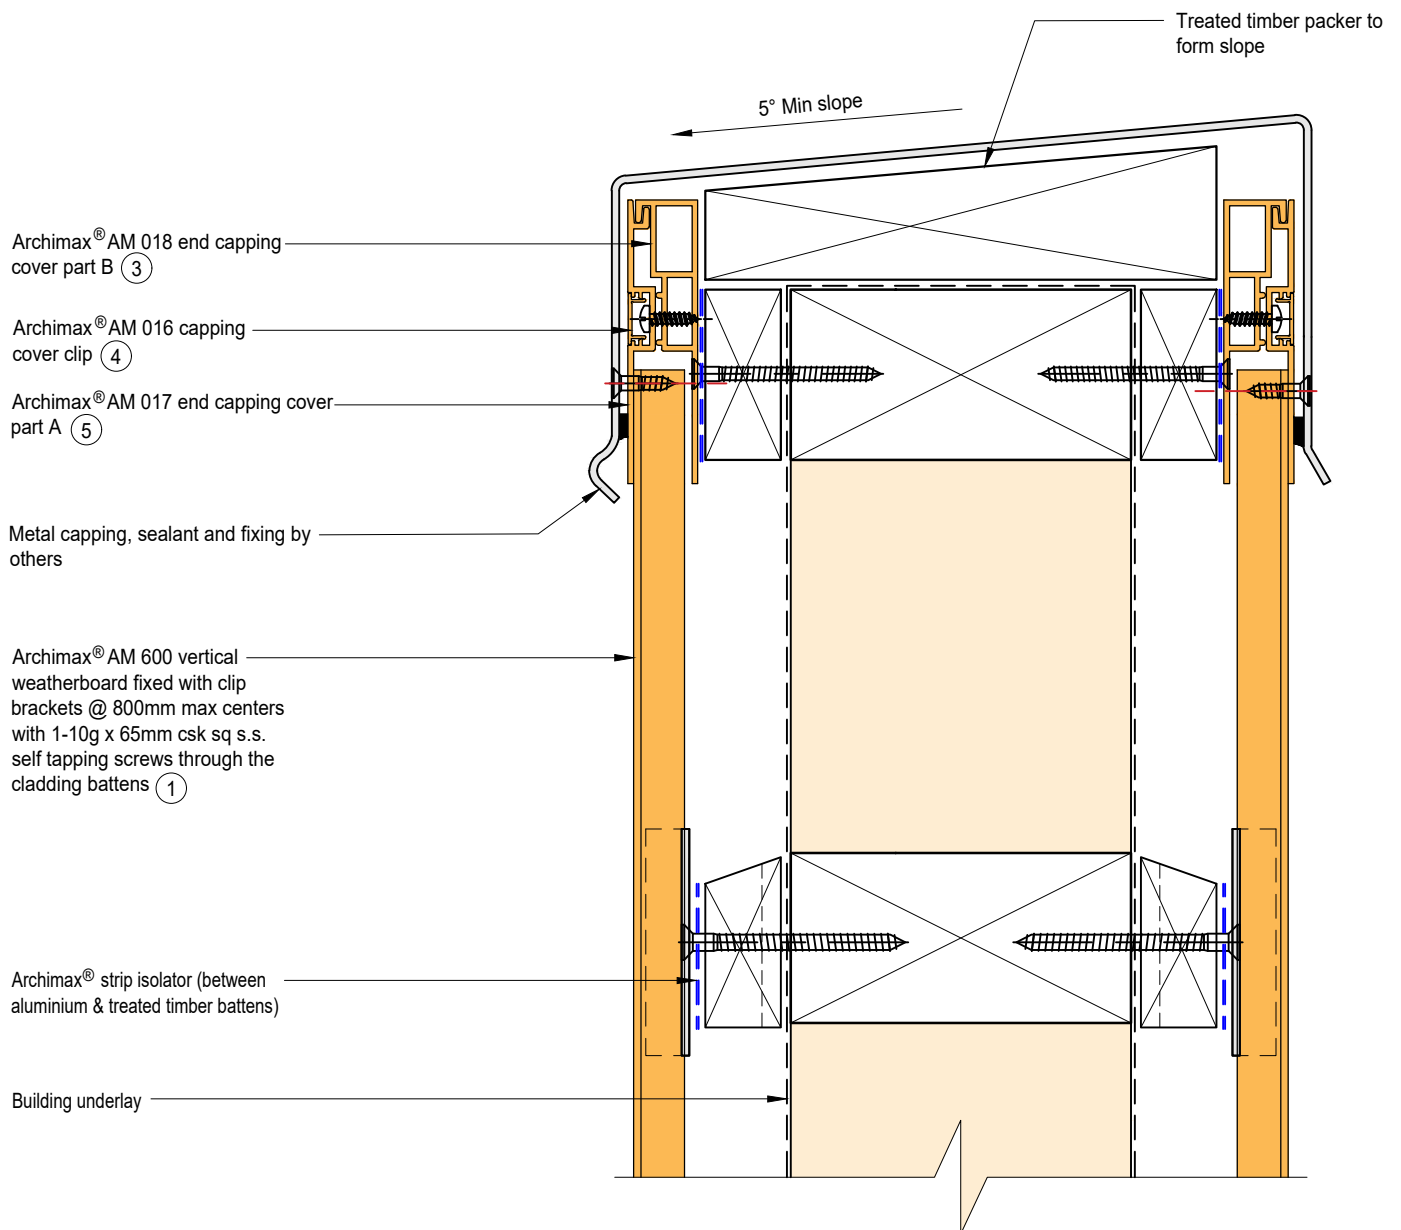 Treated timber packer to
form slope
5° Min slope
Archimax® AM 018 end capping
cover part B 3
Archimax® AM 016 capping
cover clip 4
Archimax® AM 017 end capping cover
part A 5
Metal capping, sealant and fixing by
others
Archimax® AM 600 vertical
weatherboard fixed with clip
brackets @ 800mm max centers
with 1-10g x 65mm csk sq s.s.
self tapping screws through the
cladding battens 1
Archimax® strip isolator (between
aluminium & treated timber battens)
Building underlay